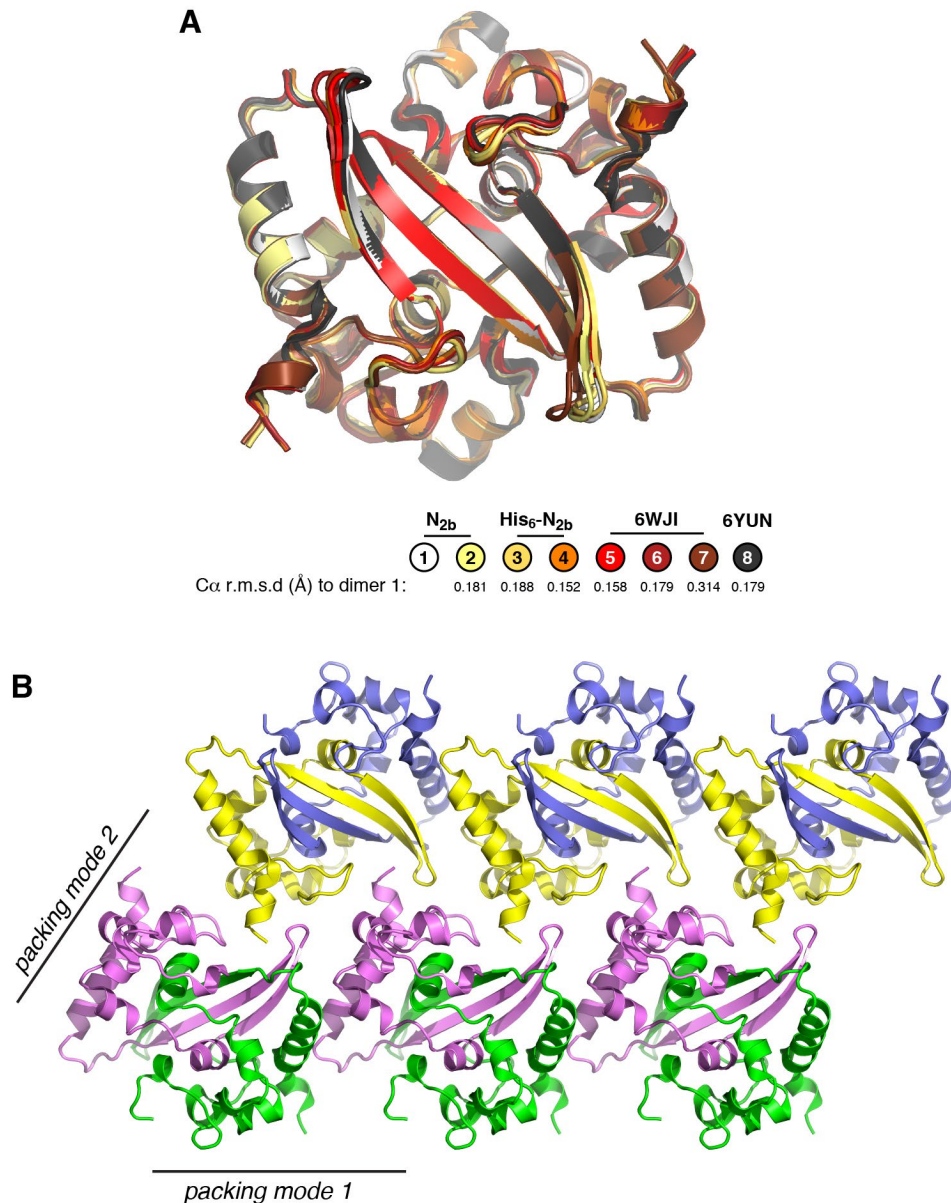 A
N2b His6-N2b 6WJI 6YUN
1 2 3 4 5 6 7 8
Cα r.m.s.d (Å) to dimer 1: 0.181 0.188 0.152 0.158 0.179 0.314 0.179
B
packing mode 2
packing mode 1